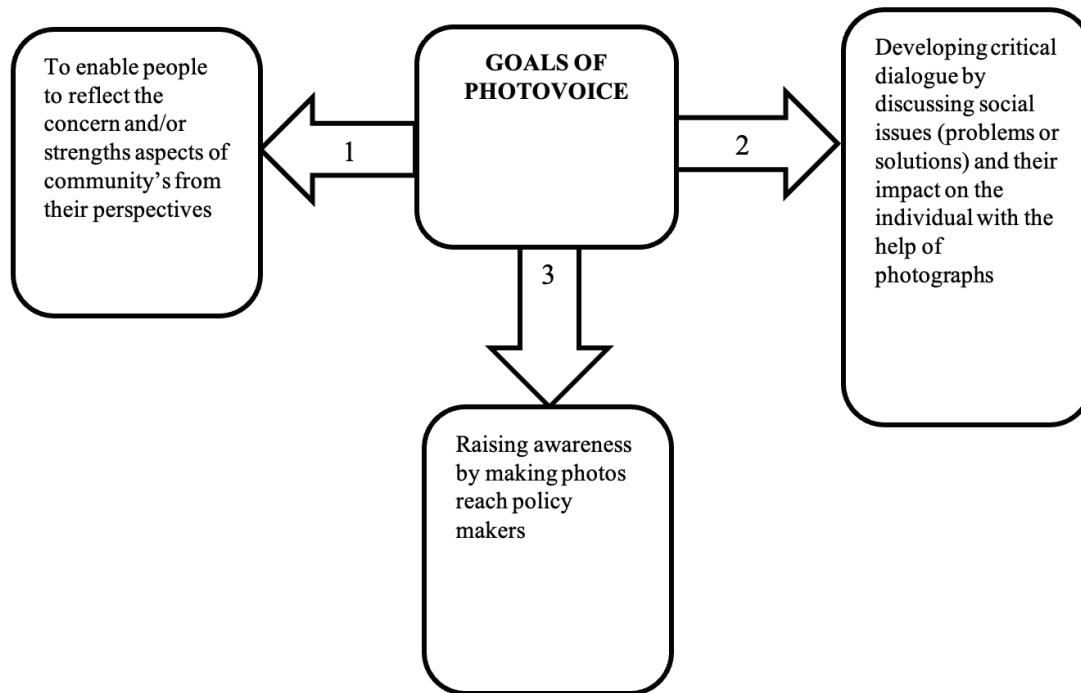 GOALS OF
PHOTOVOICE
1
To enable people
to reflect the
concern and/or
strengths aspects of
community’s from
their perspectives
2
Developing critical
dialogue by
discussing social
issues (problems or
solutions) and their
impact on the
individual with the
help of
photographs
3
Raising awareness
by making photos
reach policy
makers